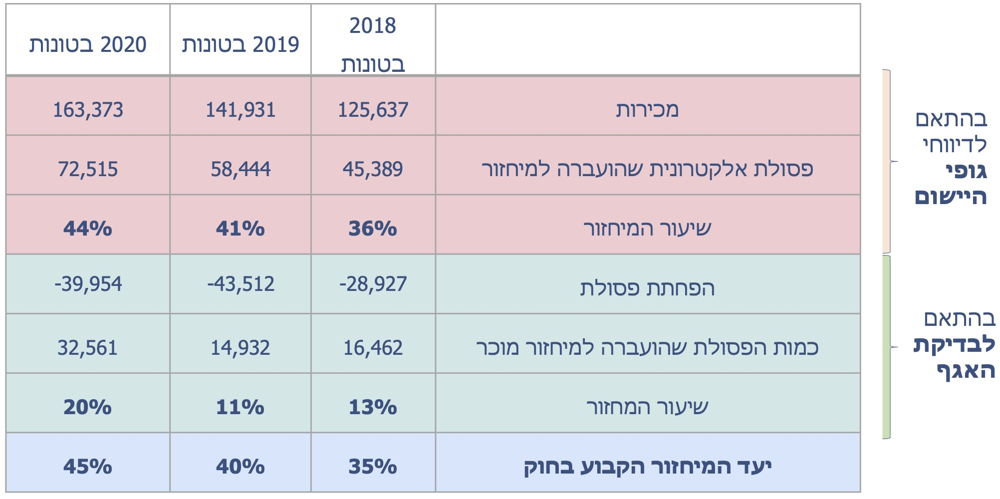 2018
בטונות
2019 בטונות
2020 בטונות
בהתאם
לדיווחי
גופי
היישום
מכירות
125,637
141,931
163,373
פסולת אלקטרונית שהועברה למיחזור
45,389
58,444
72,515
שיעור המיחזור
36%
41%
44%
בהתאם
לבדיקת
האגף
הפחתת פסולת
-28,927
-43,512
-39,954
כמות הפסולת שהועברה למיחזור מוכר
16,462
14,932
32,561
שיעור המחזור
13%
11%
20%
יעד המיחזור הקבוע בחוק
35%
40%
45%